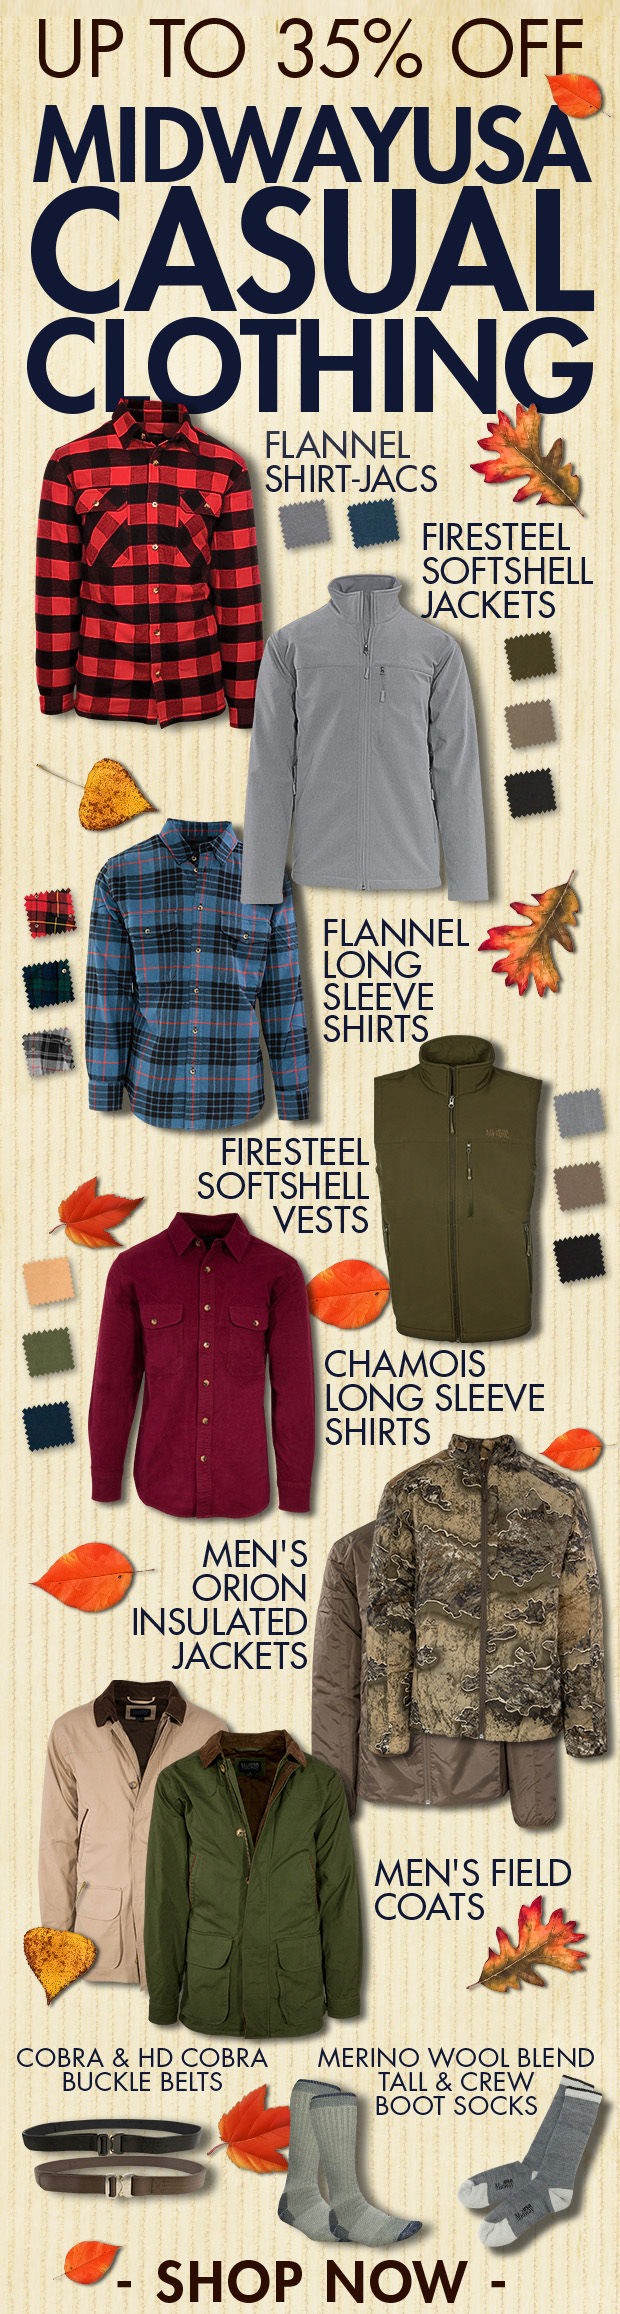 UP TO 35% OFF
MIDWAYUSA
CASUAL
CLOTHING
FLANNEL
SHIRT-JACS
FIRESTEEL
SOFTSHELL
JACKETS
FLANNEL
LONG
SLEEVE
SHIRTS
FIRESTEEL
SOFTSHELL
VESTS
CHAMOIS
LONG SLEEVE
SHIRTS
MEN'S
ORION
INSULATED
JACKETS
MEN'S FIELD
COATS
COBRA & HD COBRA
BUCKLE BELTS
MERINO WOOL BLEND
TALL & CREW
BOOT SOCKS
- SHOP NOW -